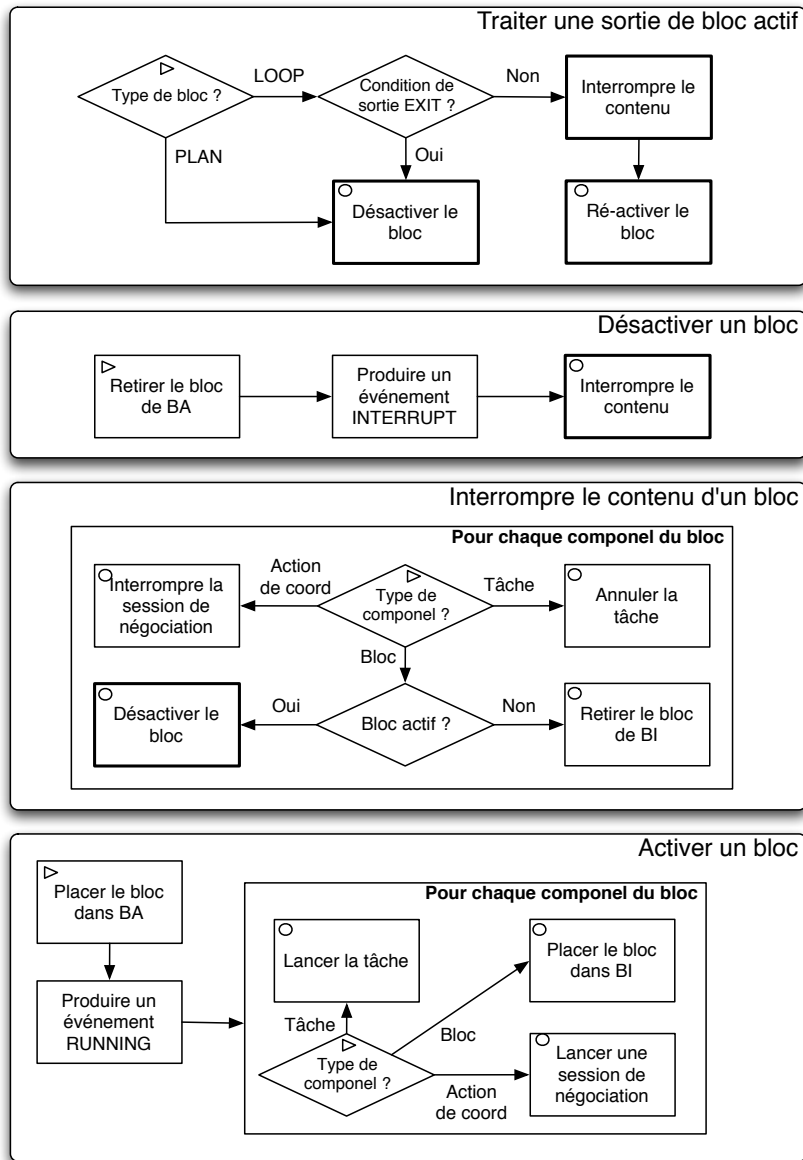 Traiter une sortie de bloc actif
Type de bloc ?
LOOP
Condition de
sortie EXIT ?
Non
Interrompre le
contenu
PLAN
Oui
Désactiver le
bloc
Ré-activer le
bloc
Désactiver un bloc
Retirer le bloc
de BA
Produire un
événement
INTERRUPT
Interrompre le
contenu
Interrompre le contenu d'un bloc
Pour chaque componel du bloc
Interrompre la
session de
négociation
Action
de coord
Type de
componel ?
Tâche
Annuler la
tâche
Bloc
Désactiver le
bloc
Oui
Bloc actif ?
Non
Retirer le bloc
de BI
Activer un bloc
Placer le bloc
dans BA
Pour chaque componel du bloc
Lancer la tâche
Placer le bloc
dans BI
Produire un
événement
RUNNING
Tâche
Bloc
Type de
componel ?
Action
de coord
Lancer une
session de
négociation